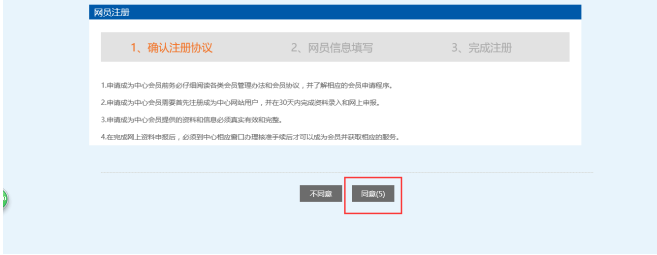 网员注册
1、确认注册协议
2、网员信息填写
3、完成注册
1.申请成为中心会员前务必仔细阅读各类会员管理办法和会员协议，并了解相应的会员申请程序。
2.申请成为中心会员需要首先注册成为中心网站用户，并在30天内完成资料录入和网上申报。
3.申请成为中心会员提供的资料和信息必须真实有效和完整。
4.在完成网上资料申报后，必须到中心相应窗口办理核准手续后才可以成为会员并获取相应的服务。
不同意
同意(5)